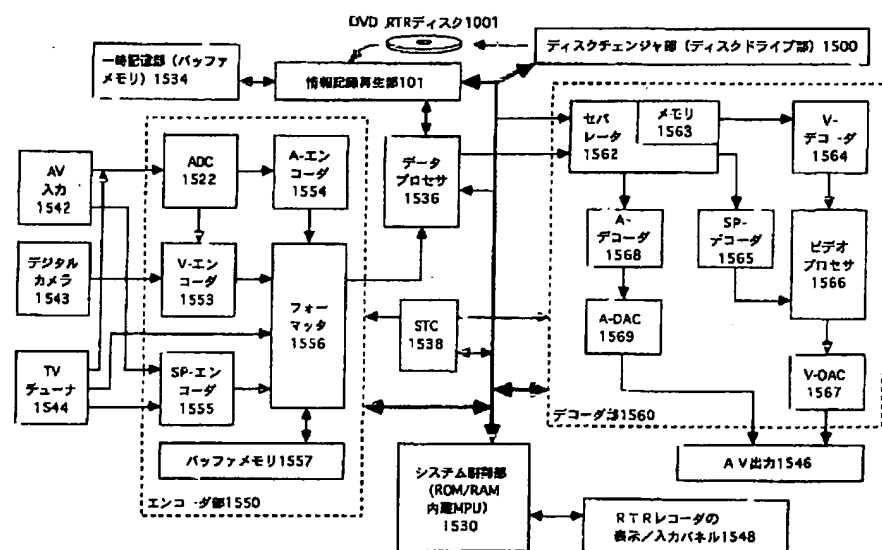 DVD RTRディスク1001
ディスクチェンジャ部（ディスクドライブ部）1500
一時記憶部（バッファ
メモリ）1534
情報記録再生部101
ADC
1522
A-エン
コーダ
1554
データ
プロセサ
1536
セパ
レータ
1562
メモリ
1563
V-
デコーダ
1564
AV
入力
1542
A-
デコーダ
1568
SP-
デコーダ
1565
ビデオ
プロセサ
1566
デジタル
カメラ
1543
V-エン
コーダ
1553
フォー
マッタ
1556
STC
1538
A-DAC
1569
TV
チューナ
1544
SP-エン
コーダ
1555
V-DAC
1567
デコーダ部1560
バッファメモリ1557
エンコーダ部1550
システム制御部
(ROM/RAM
内蔵MPU)
1530
AV出力1546
RTRレコーダの
表示／入力パネル1548